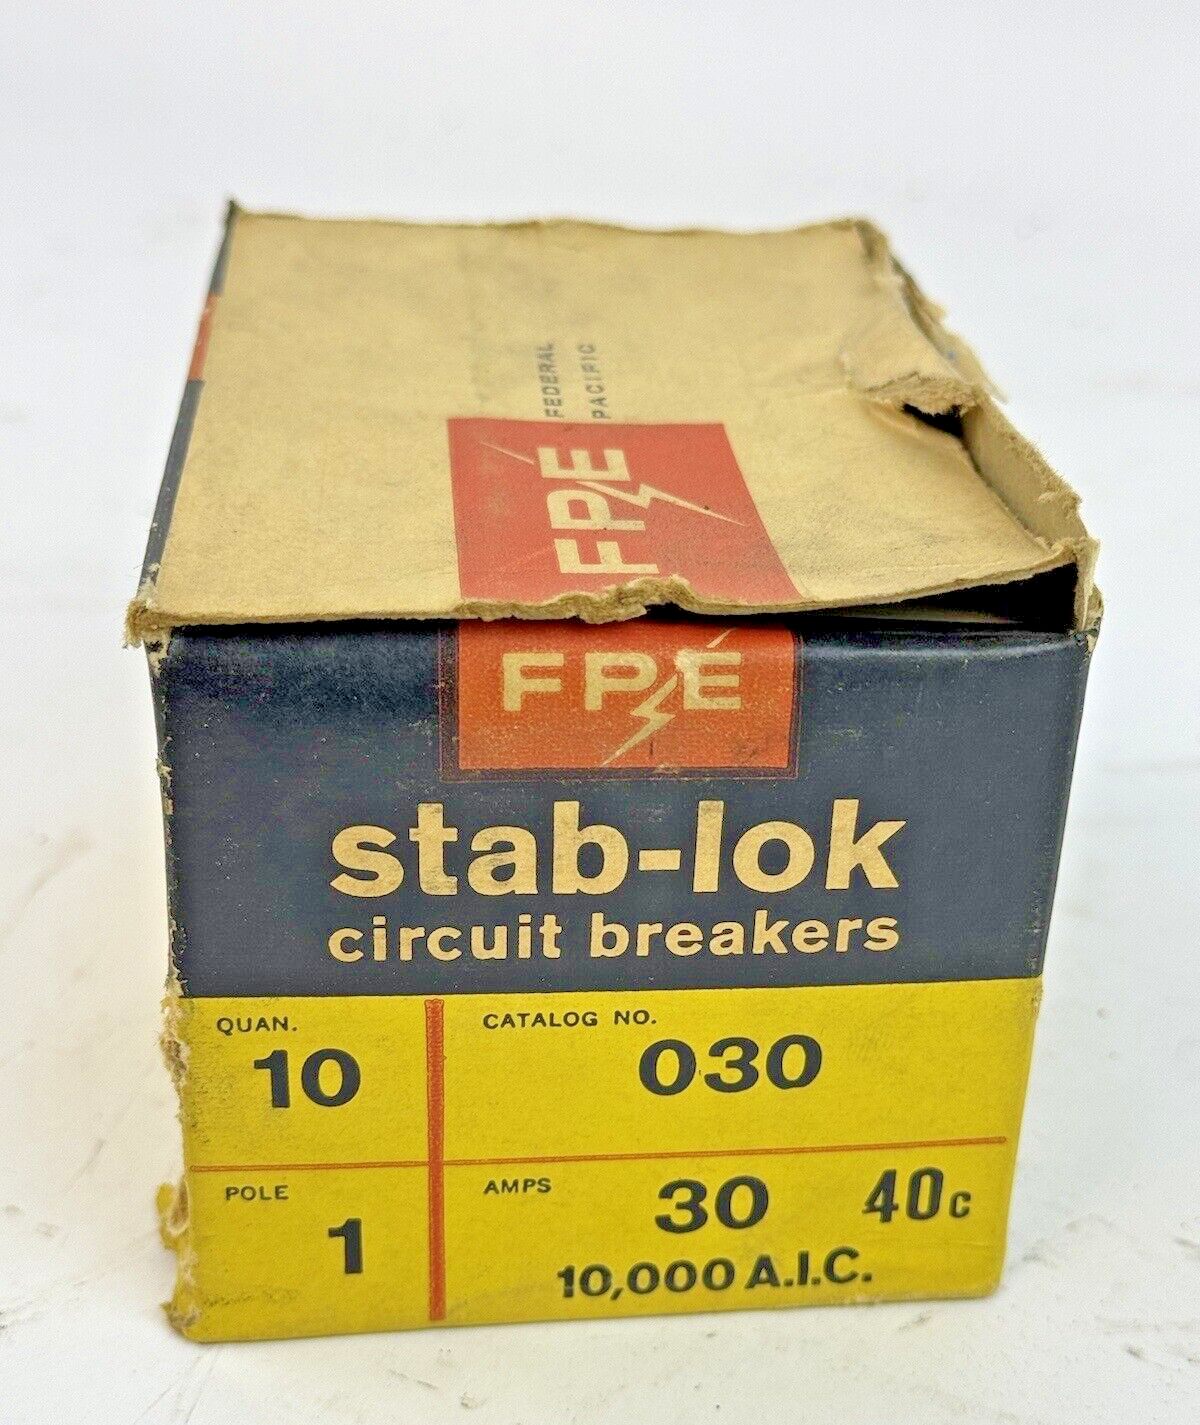 FEDERAL
PACIFIC
FPE
FPE
stab-lok
circuit breakers
QUAN.
10
CATALOG NO.
030
POLE
1
AMPS
30
40c
10,000 A.I.C.